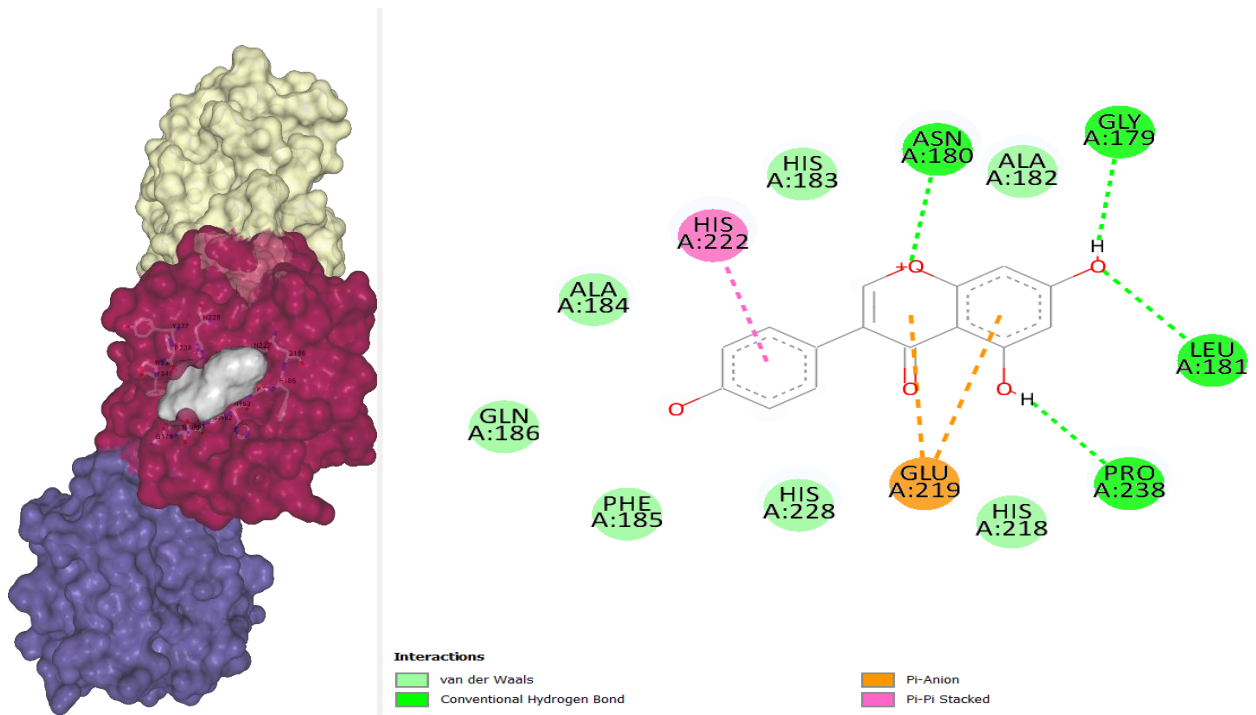 ASN
A:180
GLY
A:179
HIS
A:183
ALA
A:182
HIS
A:222
H
O
+O
ALA
A:184
LEU
A:181
O
O
H
O
GLN
A:186
GLU
A:219
PRO
A:238
PHE
A:185
HIS
A:228
HIS
A:218
Interactions
van der Waals
Conventional Hydrogen Bond
Pi-Anion
Pi-Pi Stacked